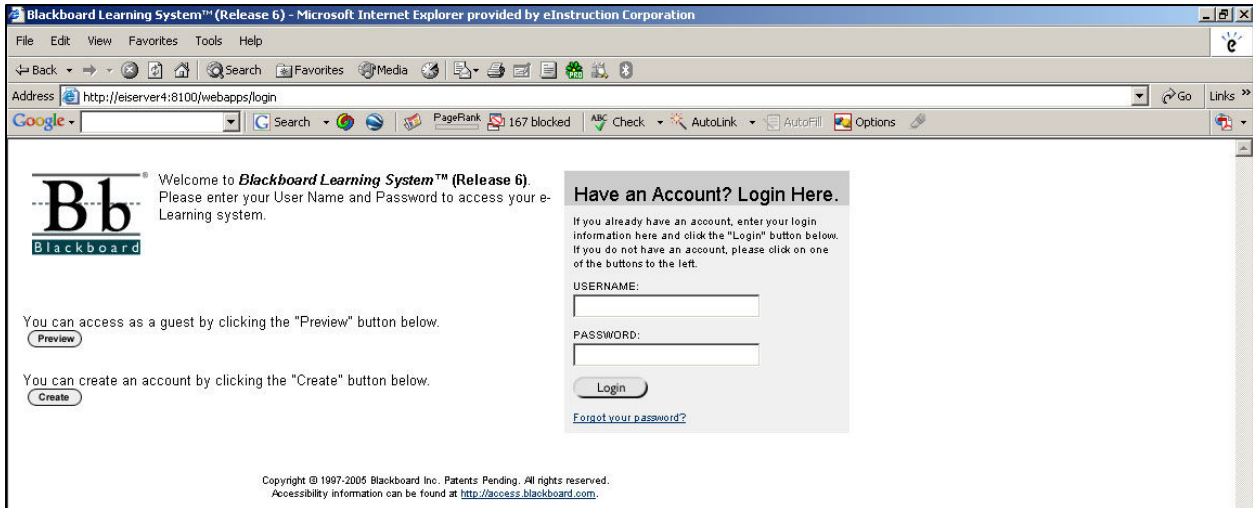 Blackboard Learning System™ (Release 6) - Microsoft Internet Explorer provided by eInstruction Corporation
File Edit View Favorites Tools Help
Back Search Favorites Media
Address http://eiserver4:8100/webapps/login Go Links »
Google Search PageRank 167 blocked ABC Check AutoLink AutoFill Options
Bb
Blackboard
®
Welcome to Blackboard Learning System™ (Release 6).
Please enter your User Name and Password to access your e-
Learning system.
You can access as a guest by clicking the "Preview" button below.
Preview
You can create an account by clicking the "Create" button below.
Create
Have an Account? Login Here.
If you already have an account, enter your login
information here and click the "Login" button below.
If you do not have an account, please click on one
of the buttons to the left.
USERNAME:
PASSWORD:
Login
Forgot your password?
Copyright © 1997-2005 Blackboard Inc. Patents Pending. All rights reserved.
Accessibility information can be found at http://access.blackboard.com.